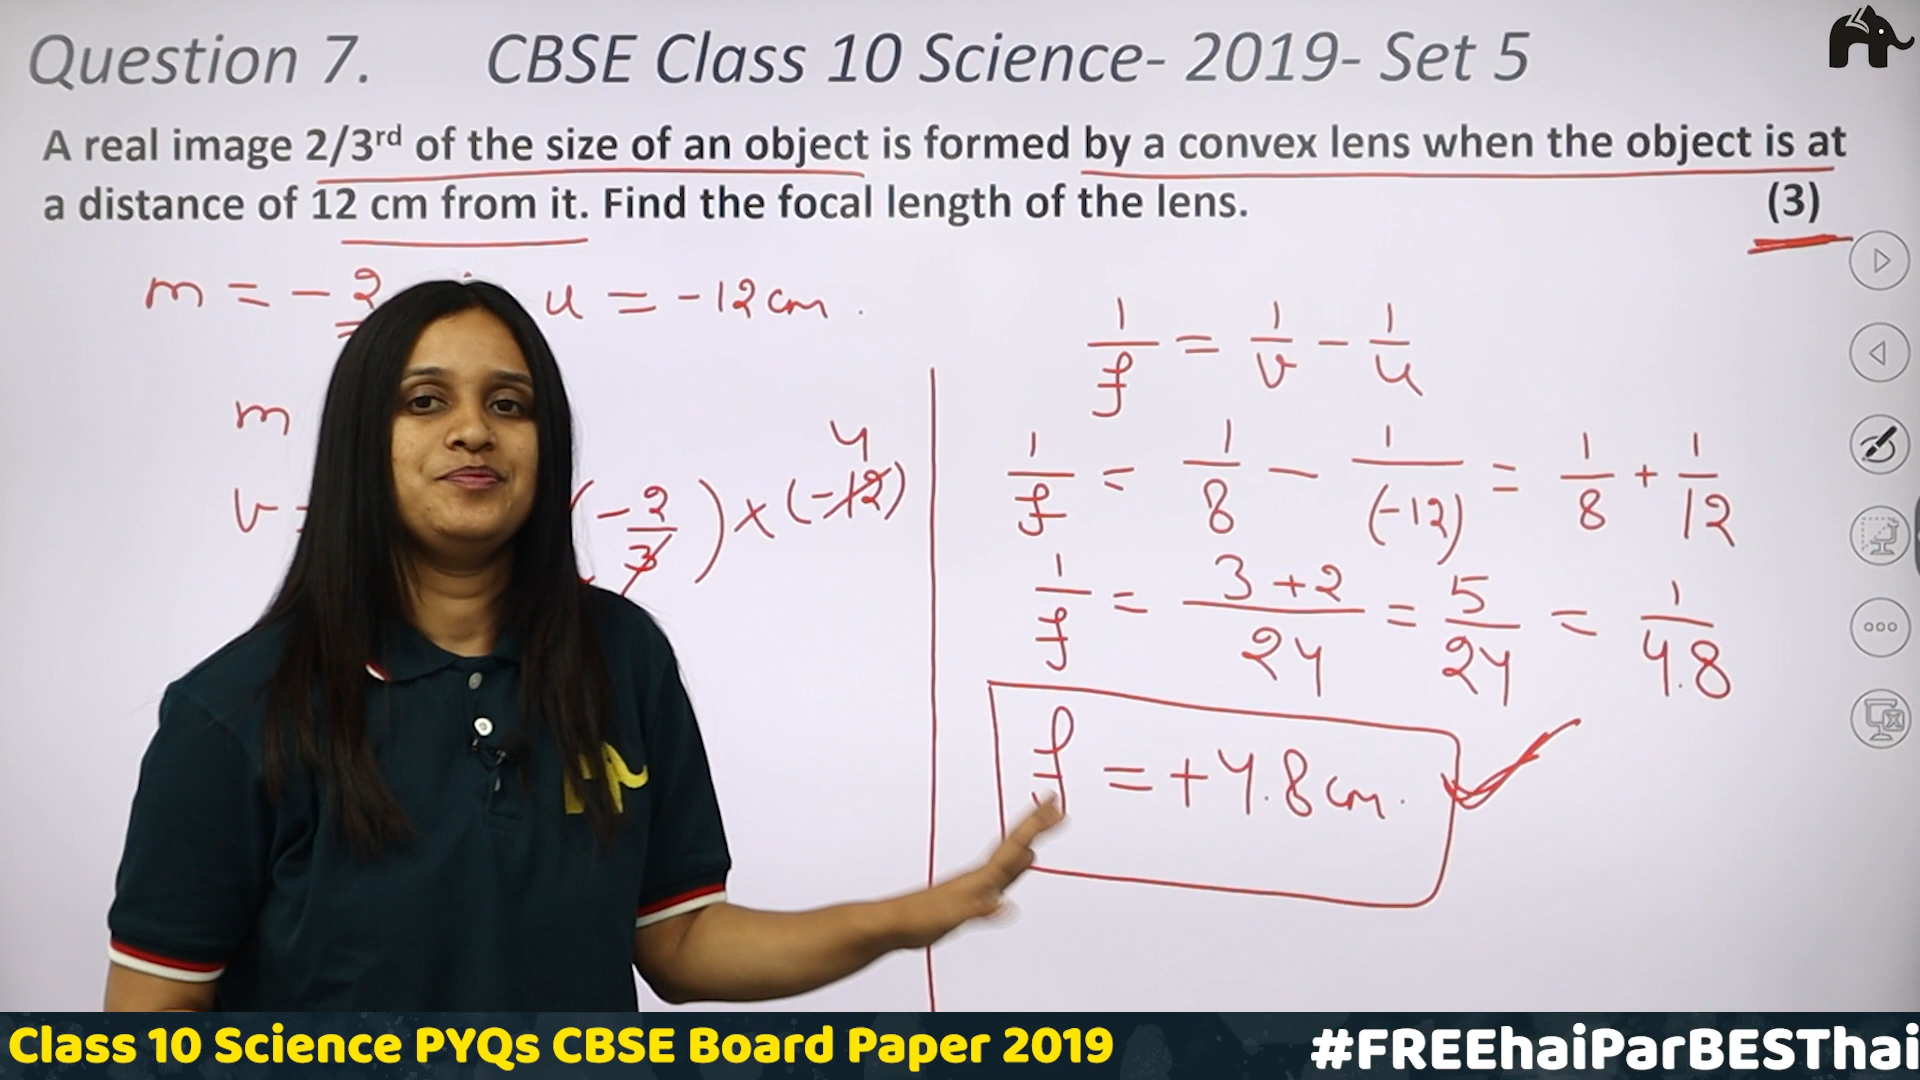 Question 7. CBSE Class 10 Science- 2019- Set 5
A real image 2/3rd of the size of an object is formed by a convex lens when the object is at
a distance of 12 cm from it. Find the focal length of the lens. (3)
m = - 2 u = -12 cm.
1/f = 1/v - 1/u
m
4
v = (-2/3) x (-12)
1/f = 1/8 - 1/(-12) = 1/8 + 1/12
1/f = 3+2/24 = 5/24 = 1/4.8
f = +4.8 cm.
Class 10 Science PYQs CBSE Board Paper 2019 #FREEhaiParBESThai